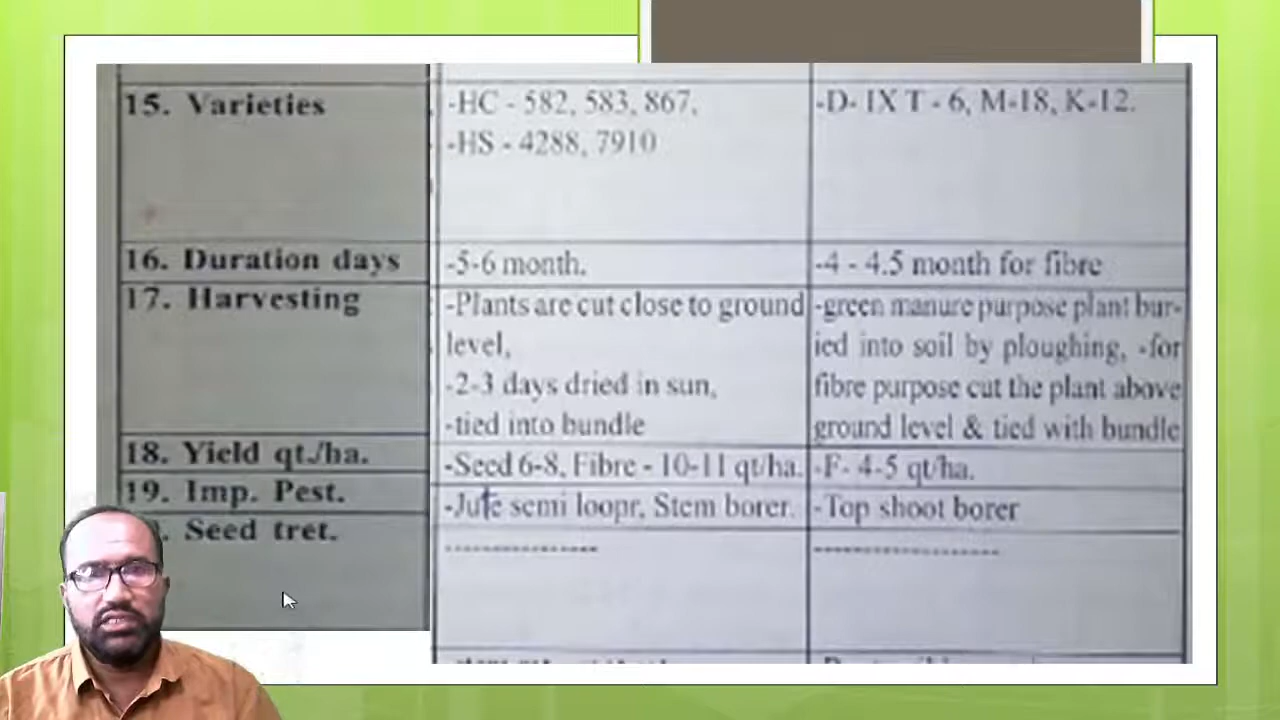 15. Varieties
-HC - 582, 583, 867,
-HS - 4288, 7910
-D- IX T - 6, M-18, K-12.
16. Duration days
-5-6 month.
-4 - 4.5 month for fibre
17. Harvesting
-Plants are cut close to ground
level,
-2-3 days dried in sun,
-tied into bundle
-green manure purpose plant bur-
ied into soil by ploughing, -for
fibre purpose cut the plant above
ground level & tied with bundle
18. Yield qt./ha.
-Seed 6-8, Fibre - 10-11 qt/ha.
-F- 4-5 qt/ha.
19. Imp. Pest.
-Jute semi loopr, Stem borer.
-Top shoot borer
. Seed tret.
---------------
------------------